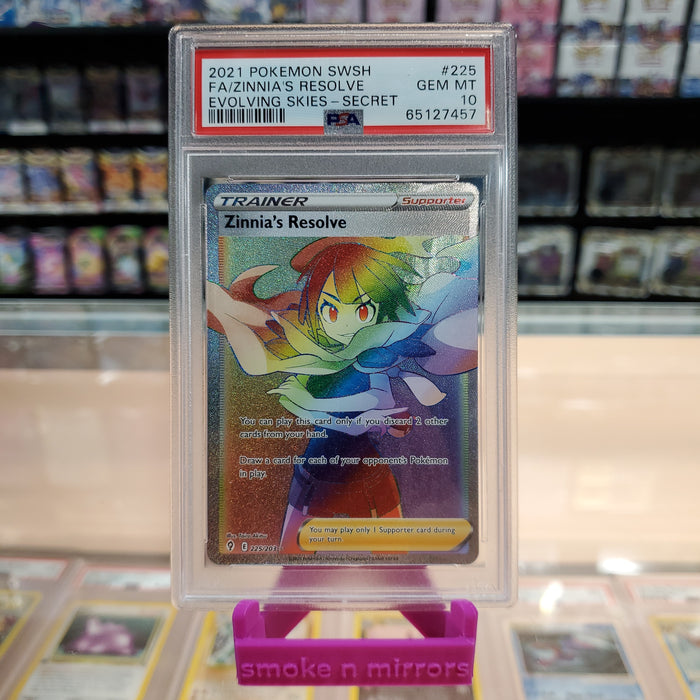 2021 POKEMON SWSH #225
FA/ZINNIA'S RESOLVE GEM MT
EVOLVING SKIES – SECRET 10
PSA 65127457
TRAINER Supporter
Zinnia's Resolve
You can play this card only if you discard 2 other
cards from your hand.
Draw a card for each of your opponent's Pokémon
in play.
You may play only 1 Supporter card during
your turn.
E 225/203
smoke n mirrors